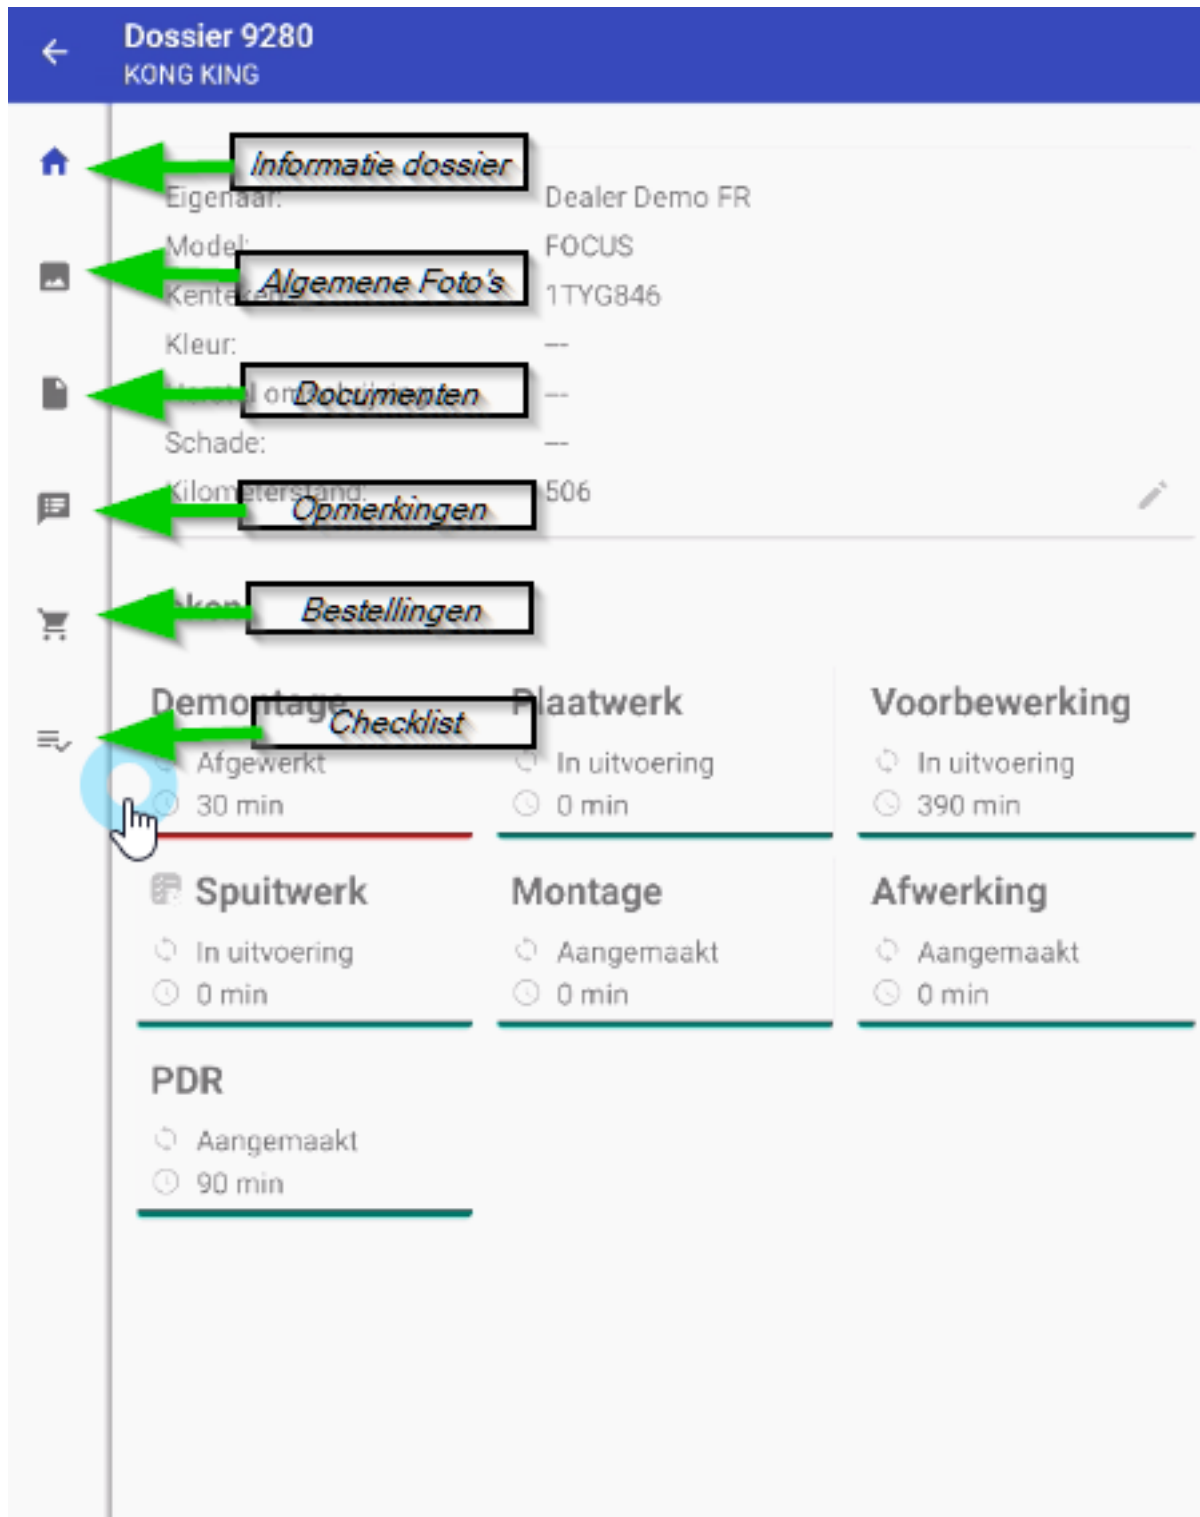 Dossier 9280
KONG KING
Informatie dossier
Eigenaar: Dealer Demo FR
Model: FOCUS
Algemene Foto's
1TYG846
Kleur: ---
Documenten
---
Schade: ---
Kilometerstand: 506
Opmerkingen
Bestellingen
Demontage Plaatwerk Voorbewerking
Checklist
Afgewerkt In uitvoering In uitvoering
30 min 0 min 390 min
Spuitwerk Montage Afwerking
In uitvoering Aangemaakt Aangemaakt
0 min 0 min 0 min
PDR
Aangemaakt
90 min